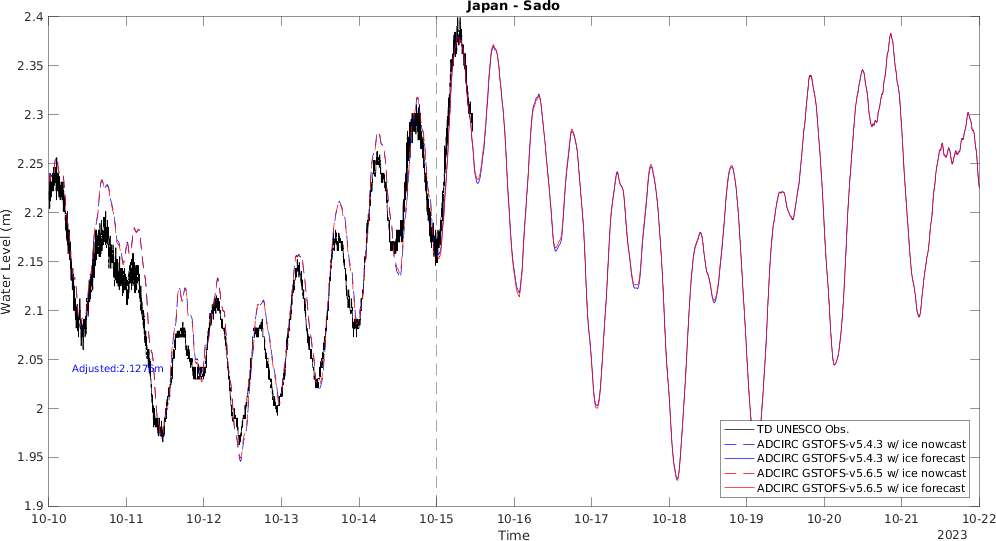 Japan - Sado
2.4
2.35
2.3
2.25
2.2
2.15
2.1
2.05
2
1.95
1.9
Water Level (m)
Adjusted:2.1276m
TD UNESCO Obs.
ADCIRC GSTOFS-v5.4.3 w/ ice nowcast
ADCIRC GSTOFS-v5.4.3 w/ ice forecast
ADCIRC GSTOFS-v5.6.5 w/ ice nowcast
ADCIRC GSTOFS-v5.6.5 w/ ice forecast
10-10 10-11 10-12 10-13 10-14 10-15 10-16 10-17 10-18 10-19 10-20 10-21 10-22
Time
2023